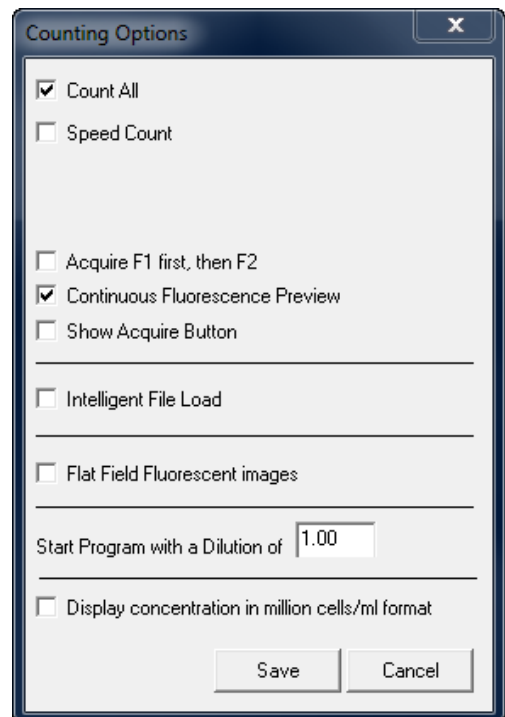 Counting Options
Count All
Speed Count
Acquire F1 first, then F2
Continuous Fluorescence Preview
Show Acquire Button
Intelligent File Load
Flat Field Fluorescent images
Start Program with a Dilution of 1.00
Display concentration in million cells/ml format
Save Cancel